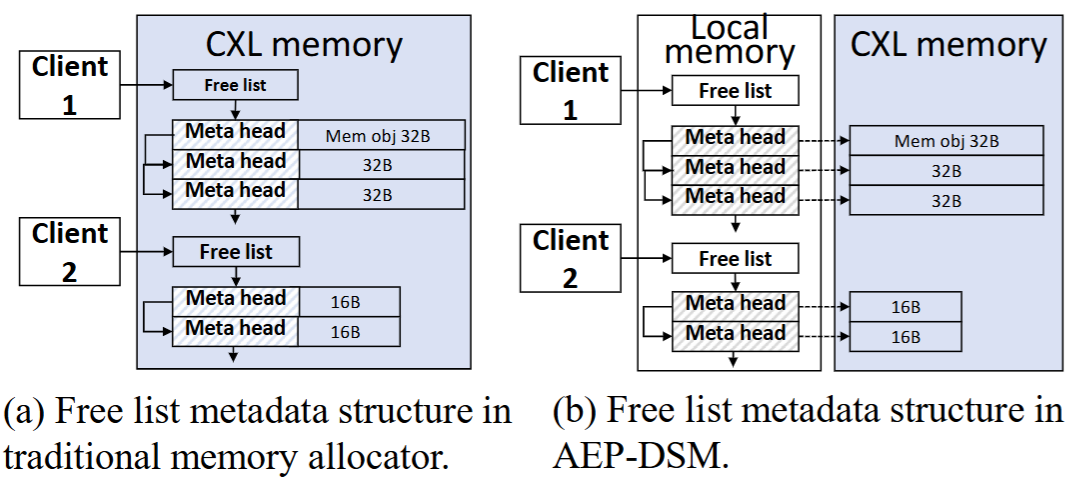 CXL memory
Client
1
Free list
Meta head
Mem obj 32B
Meta head
32B
Meta head
32B
Client
2
Free list
Meta head
16B
Meta head
16B
(a) Free list metadata structure in
traditional memory allocator.
Local
memory
CXL memory
Client
1
Free list
Meta head
Mem obj 32B
Meta head
32B
Meta head
32B
Client
2
Free list
Meta head
16B
Meta head
16B
(b) Free list metadata structure in
AEP-DSM.